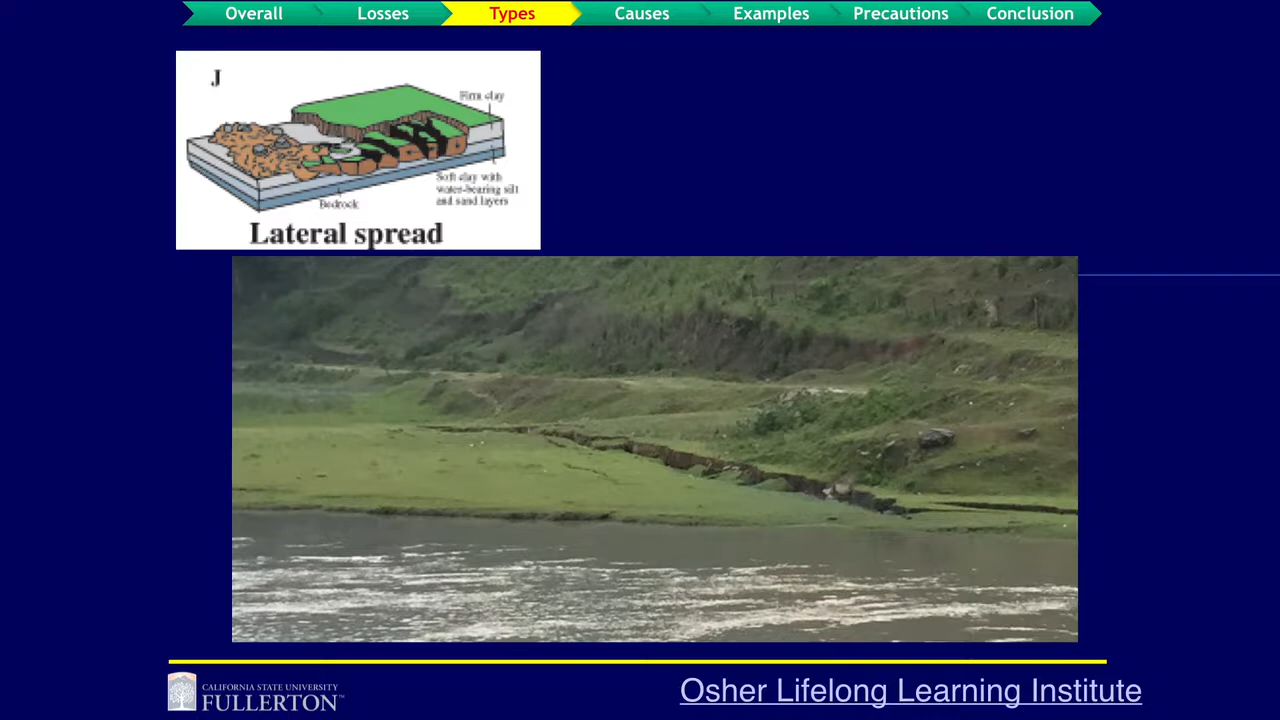 Overall
Losses
Types
Causes
Examples
Precautions
Conclusion
J
Firm clay
Soft clay with
water-bearing silt
and sand layers
Bedrock
Lateral spread
CALIFORNIA STATE UNIVERSITY
FULLERTON™
Osher Lifelong Learning Institute